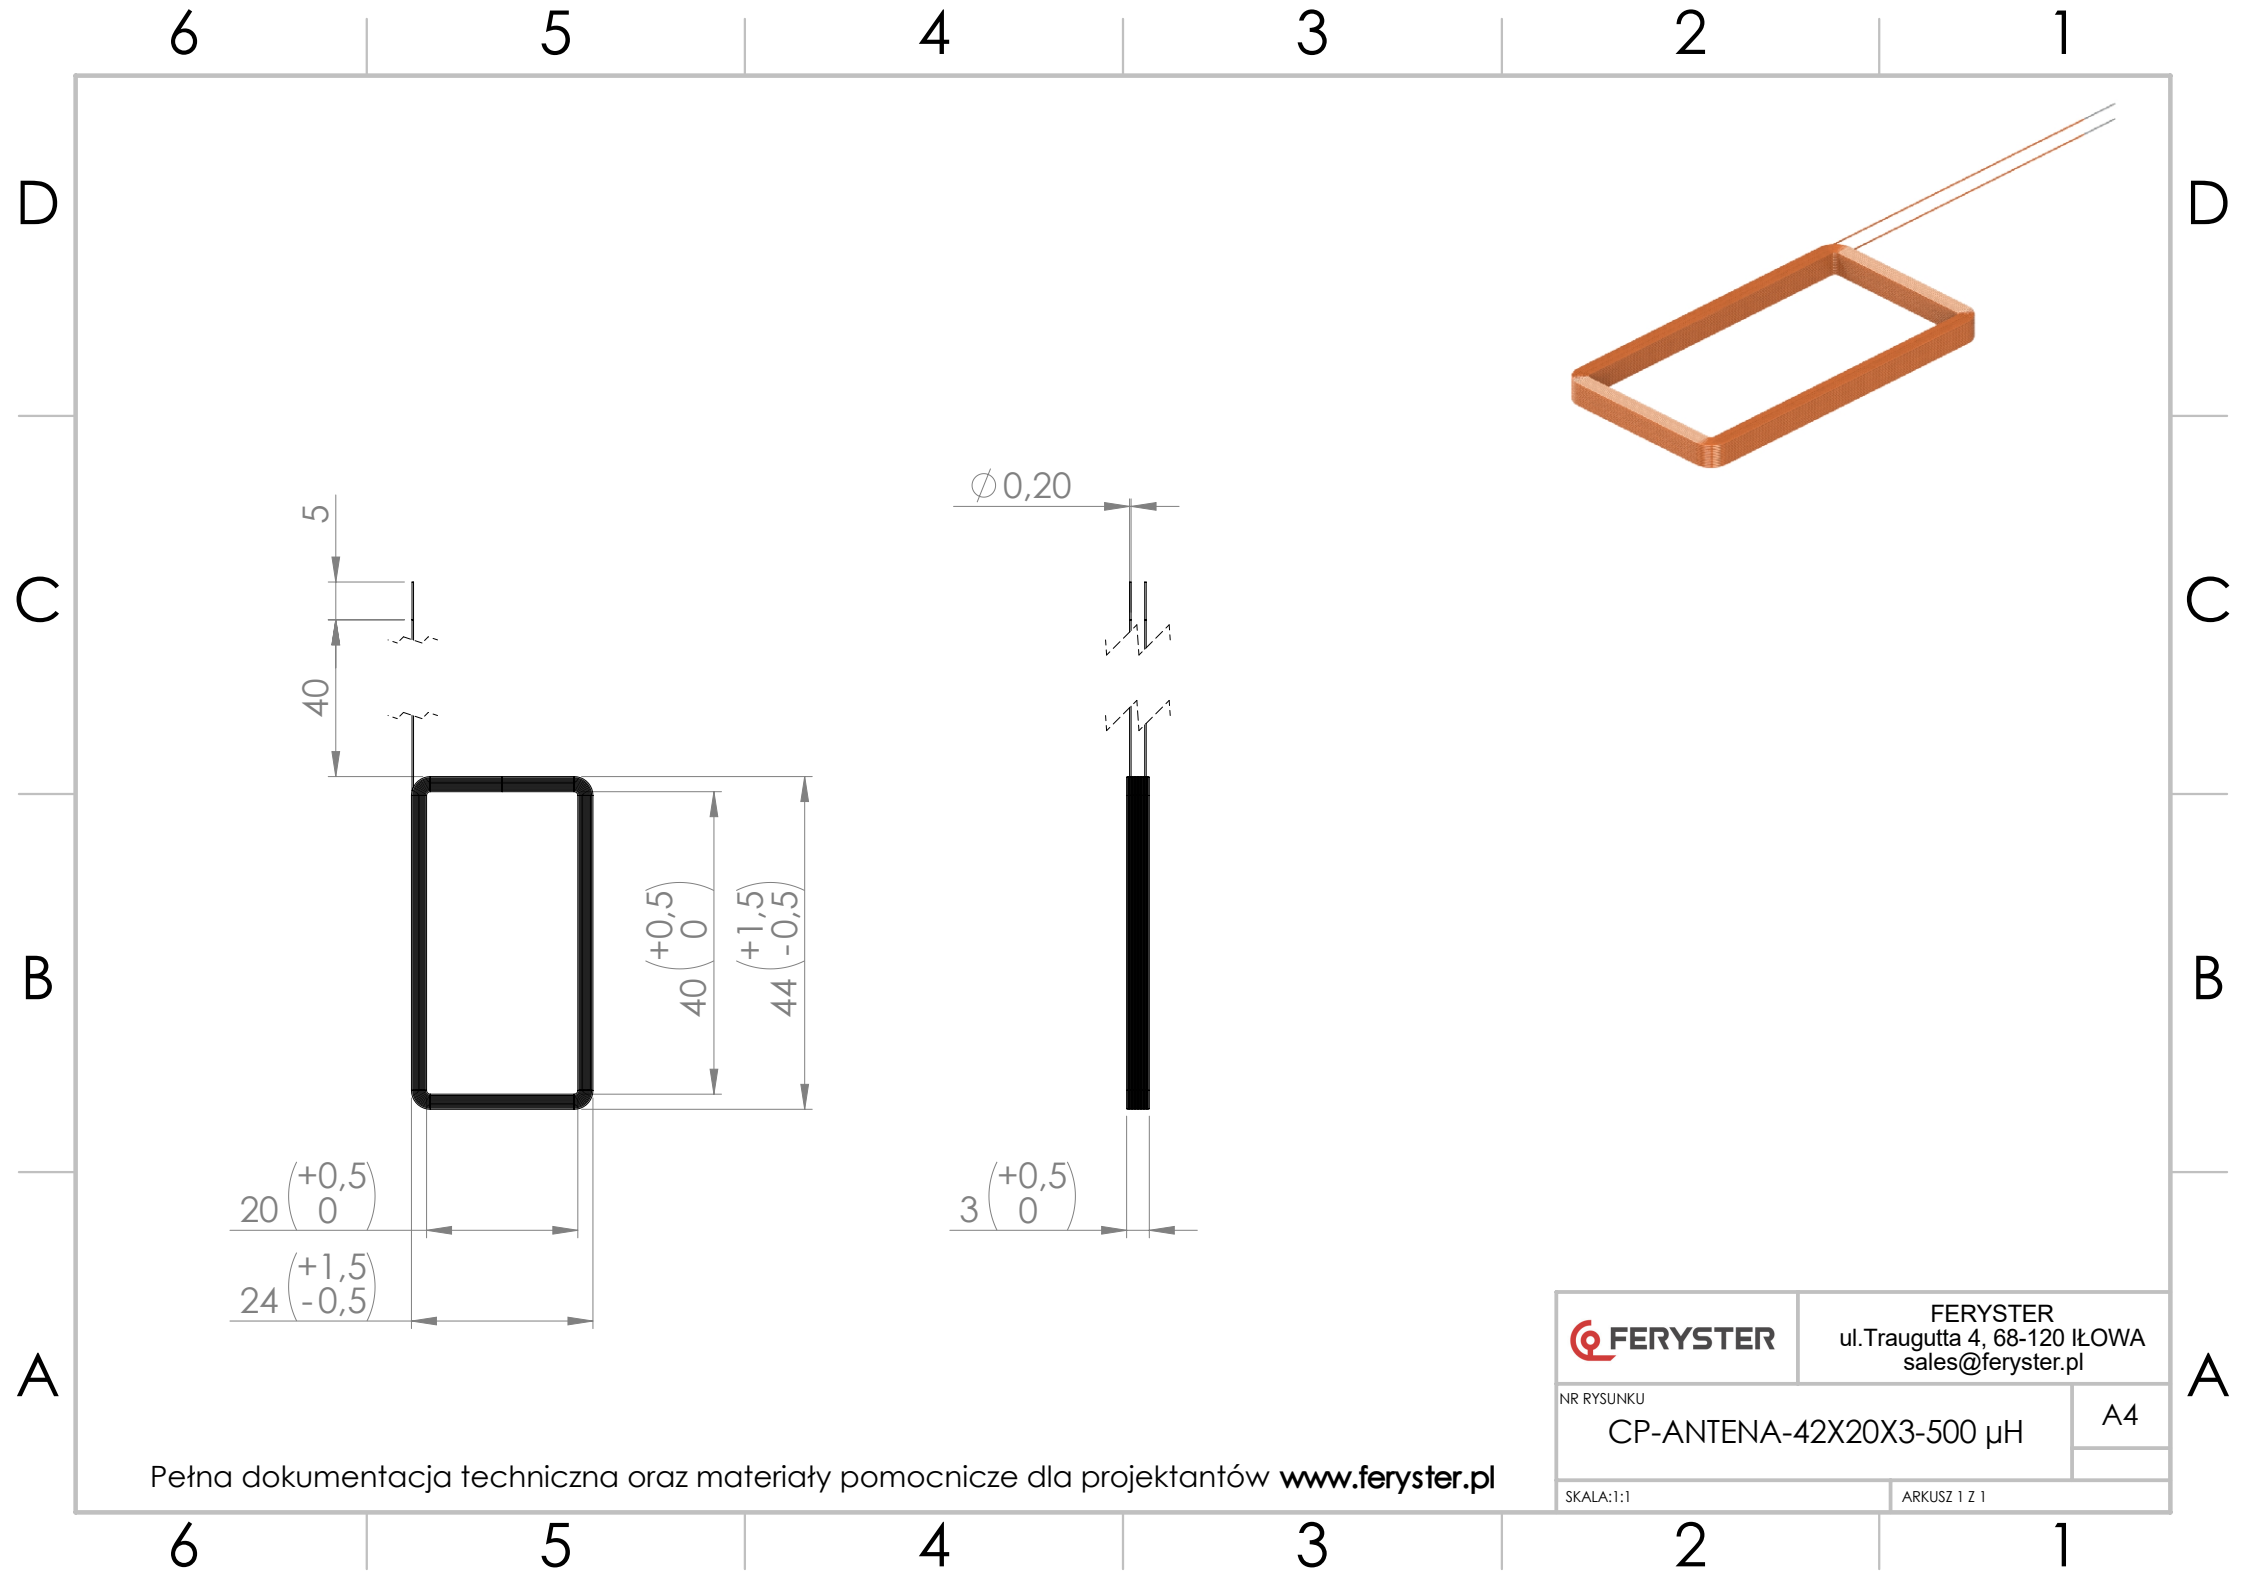 6 5 4 3 2 1
D D
⌀0,20
5
C C
40
+0,5
40 ( 0 )
+1,5
44 ( -0,5 )
B B
+0,5
20 ( 0 )
+0,5
3 ( 0 )
+1,5
24 ( -0,5 )
FERYSTER
FERYSTER
ul.Traugutta 4, 68-120 IŁOWA
sales@feryster.pl
A A
NR RYSUNKU
CP-ANTENA-42X20X3-500 µH
A4
Pełna dokumentacja techniczna oraz materiały pomocnicze dla projektantów www.feryster.pl
SKALA:1:1
ARKUSZ 1 Z 1
6 5 4 3 2 1